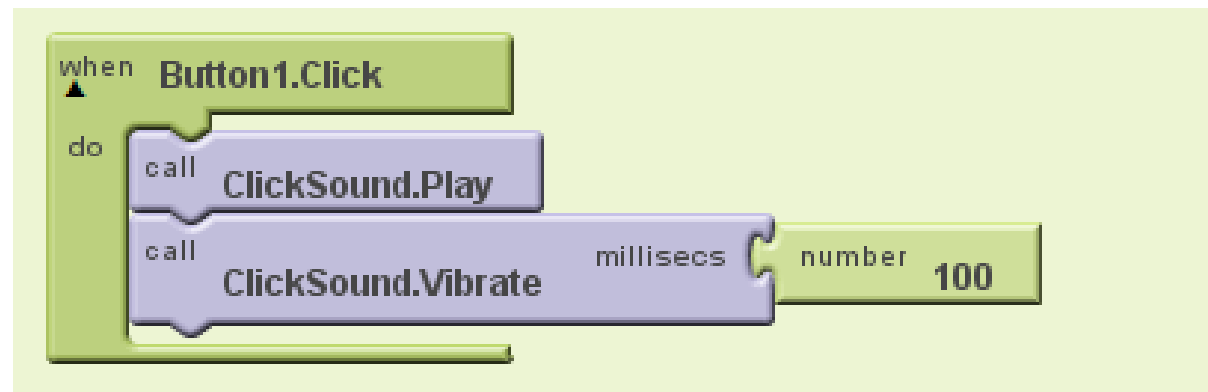 when Button1.Click
do
call ClickSound.Play
call ClickSound.Vibrate millisecs number 100